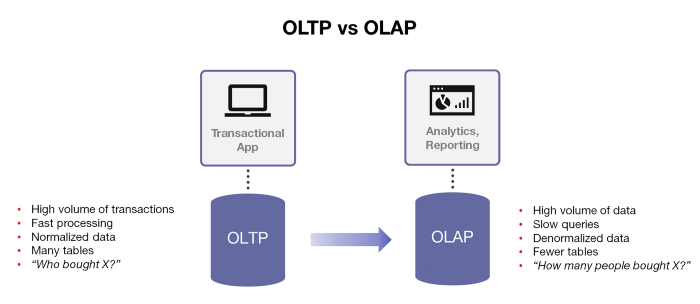 OLTP vs OLAP
Transactional
App
Analytics,
Reporting
• High volume of transactions
• Fast processing
• Normalized data
• Many tables
• “Who bought X?”
OLTP
OLAP
• High volume of data
• Slow queries
• Denormalized data
• Fewer tables
• “How many people bought X?”